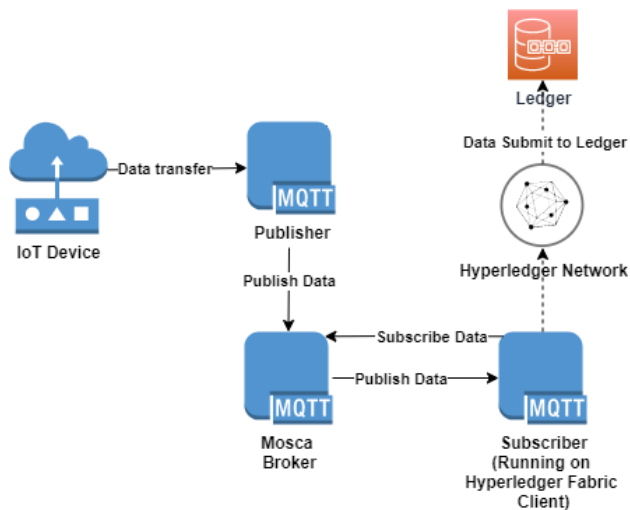 Ledger
Data Submit to Ledger
Data transfer
MQTT
IoT Device
Publisher
Hyperledger Network
Publish Data
Subscribe Data
Publish Data
MQTT
MQTT
Mosca
Broker
Subscriber
(Running on
Hyperledger Fabric
Client)